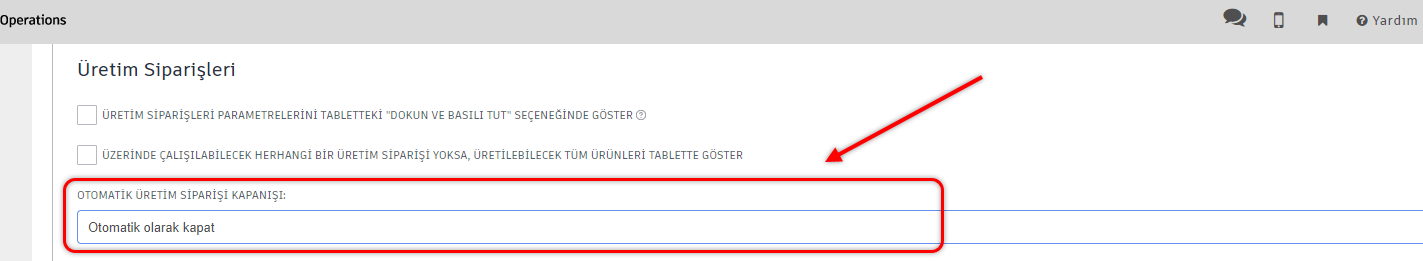 Operations
Yardım
Üretim Siparişleri
ÜRETİM SİPARİŞLERİ PARAMETRELERİNİ TABLETTEKİ "DOKUN VE BASILI TUT" SEÇENEĞİNDE GÖSTER
ÜZERİNDE ÇALIŞILABİLECEK HERHANGİ BİR ÜRETİM SİPARİŞİ YOKSA, ÜRETİLEBİLECEK TÜM ÜRÜNLERİ TABLETTE GÖSTER
OTOMATİK ÜRETİM SİPARİŞİ KAPANIŞI:
Otomatik olarak kapat